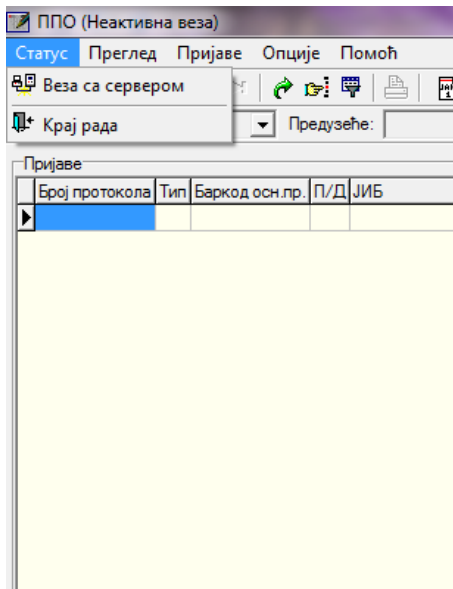 ППО (Неактивна веза)
Статус Преглед Пријаве Опције Помоћ
Веза са сервером
Крај рада
Предузеће:
Пријаве
Број протокола Тип Баркод осн.пр. П/Д ЈИБ